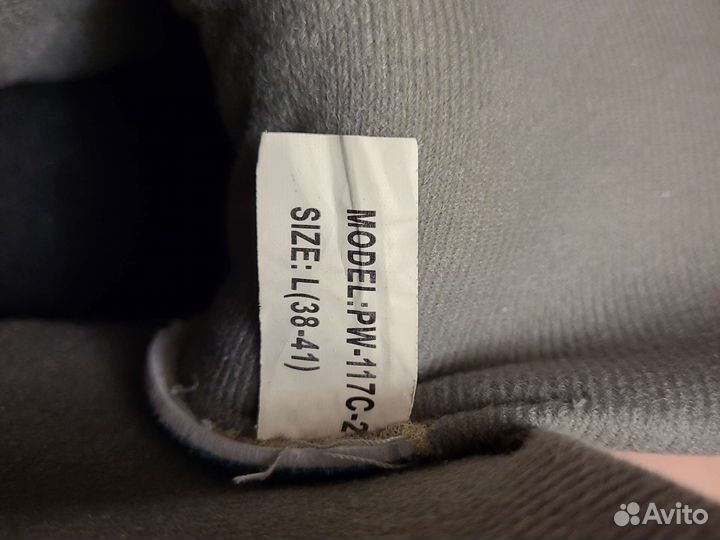 MODEL:PW-117C-2
SIZE: L(38-41)
Avito